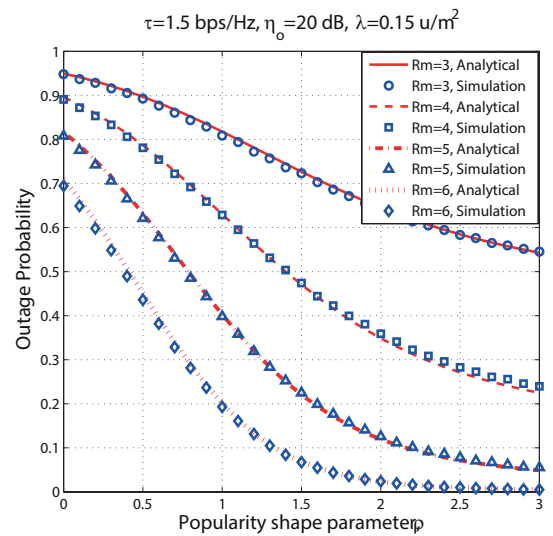 τ=1.5 bps/Hz, η₀=20 dB, λ=0.15 u/m²
Outage Probability
1
0.9
0.8
0.7
0.6
0.5
0.4
0.3
0.2
0.1
0
Rm=3, Analytical
Rm=3, Simulation
Rm=4, Analytical
Rm=4, Simulation
Rm=5, Analytical
Rm=5, Simulation
Rm=6, Analytical
Rm=6, Simulation
0 0.5 1 1.5 2 2.5 3
Popularity shape parameter,